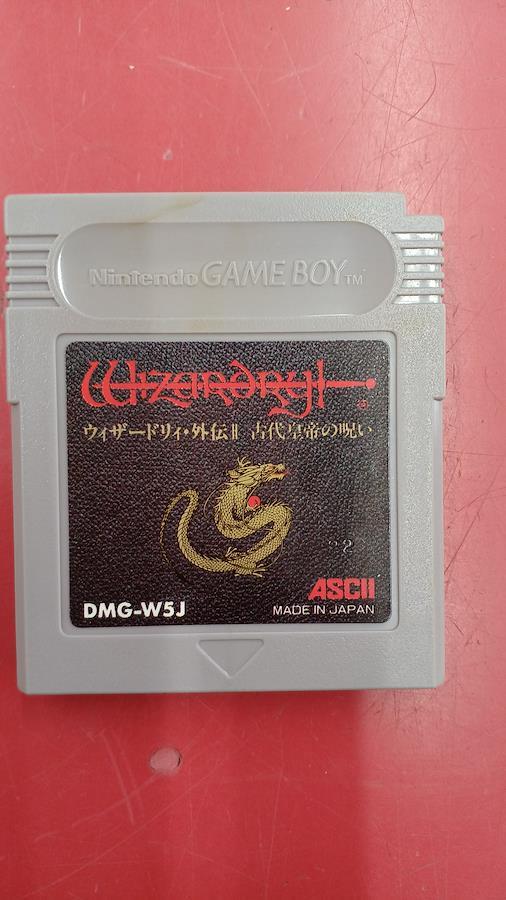 Nintendo GAME BOY TM
Wizardry
ウィザードリィ・外伝II 古代皇帝の呪い
22
ASCII
DMG-W5J
MADE IN JAPAN